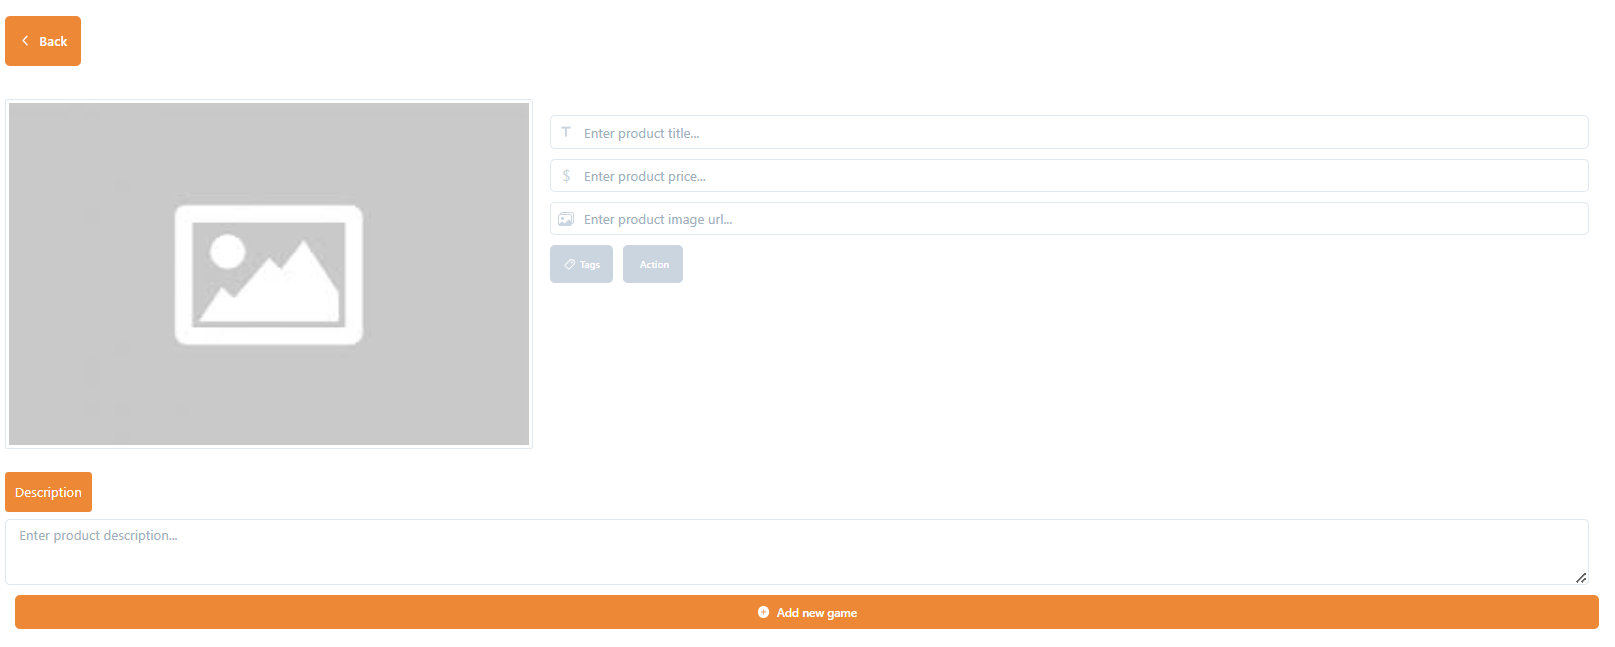 Back
Enter product title...
$ Enter product price...
Enter product image url...
Tags Action
Description
Enter product description...
Add new game